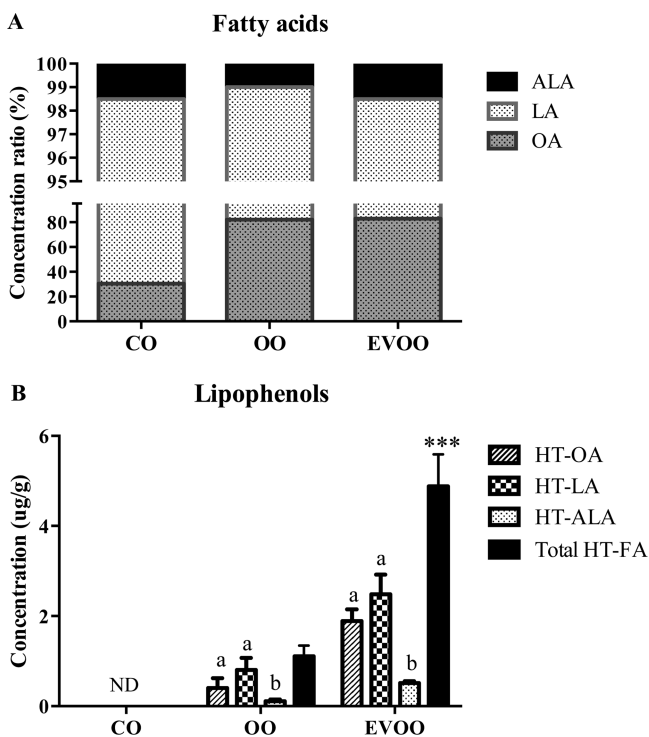 A
Fatty acids
Concentration ratio (%)
100
99
98
97
96
95
80
60
40
20
0
CO
OO
EVOO
ALA
LA
OA
B
Lipophenols
Concentration (ug/g)
6
4
2
0
ND
a
a
b
a
a
b
***
CO
OO
EVOO
HT-OA
HT-LA
HT-ALA
Total HT-FA